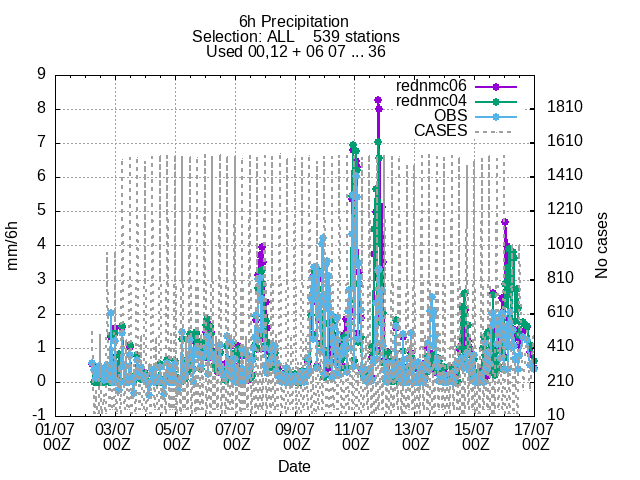 6h Precipitation
Selection: ALL 539 stations
Used 00,12 + 06 07 ... 36
rednmc06
rednmc04
OBS
CASES
mm/6h
9
8
7
6
5
4
3
2
1
0
-1
1810
1610
1410
1210
1010
810
610
410
210
10
No cases
01/07 03/07 05/07 07/07 09/07 11/07 13/07 15/07 17/07
00Z 00Z 00Z 00Z 00Z 00Z 00Z 00Z 00Z
Date